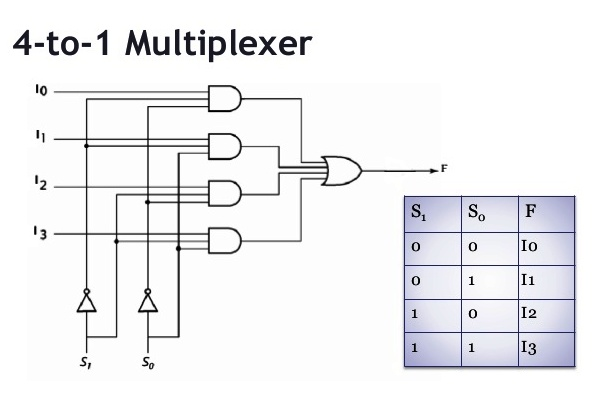 4-to-1 Multiplexer
I0
I1
I2
I3
F
S1
S0
S1 S0 F
0 0 I0
0 1 I1
1 0 I2
1 1 I3